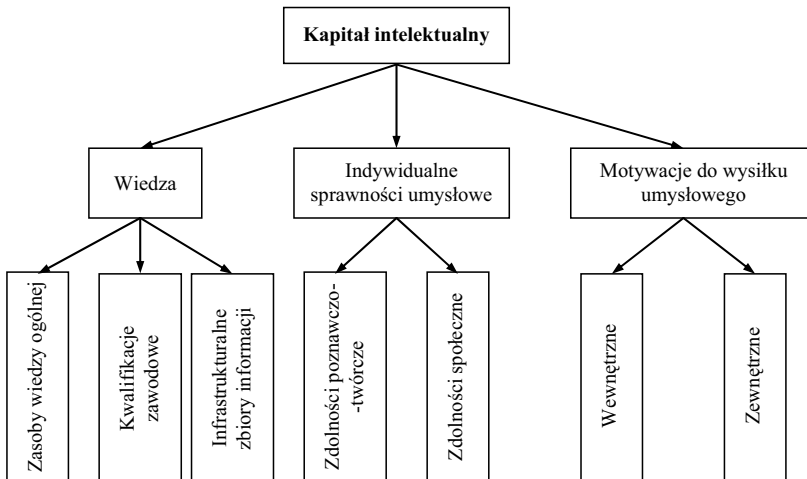 Kapitał intelektualny
Wiedza
Indywidualne
sprawności umysłowe
Motywacje do wysiłku
umysłowego
Zasoby wiedzy ogólnej
Kwalifikacje
zawodowe
Infrastrukturalne
zbiory informacji
Zdolności poznawczo-
-twórcze
Zdolności społeczne
Wewnętrzne
Zewnętrzne